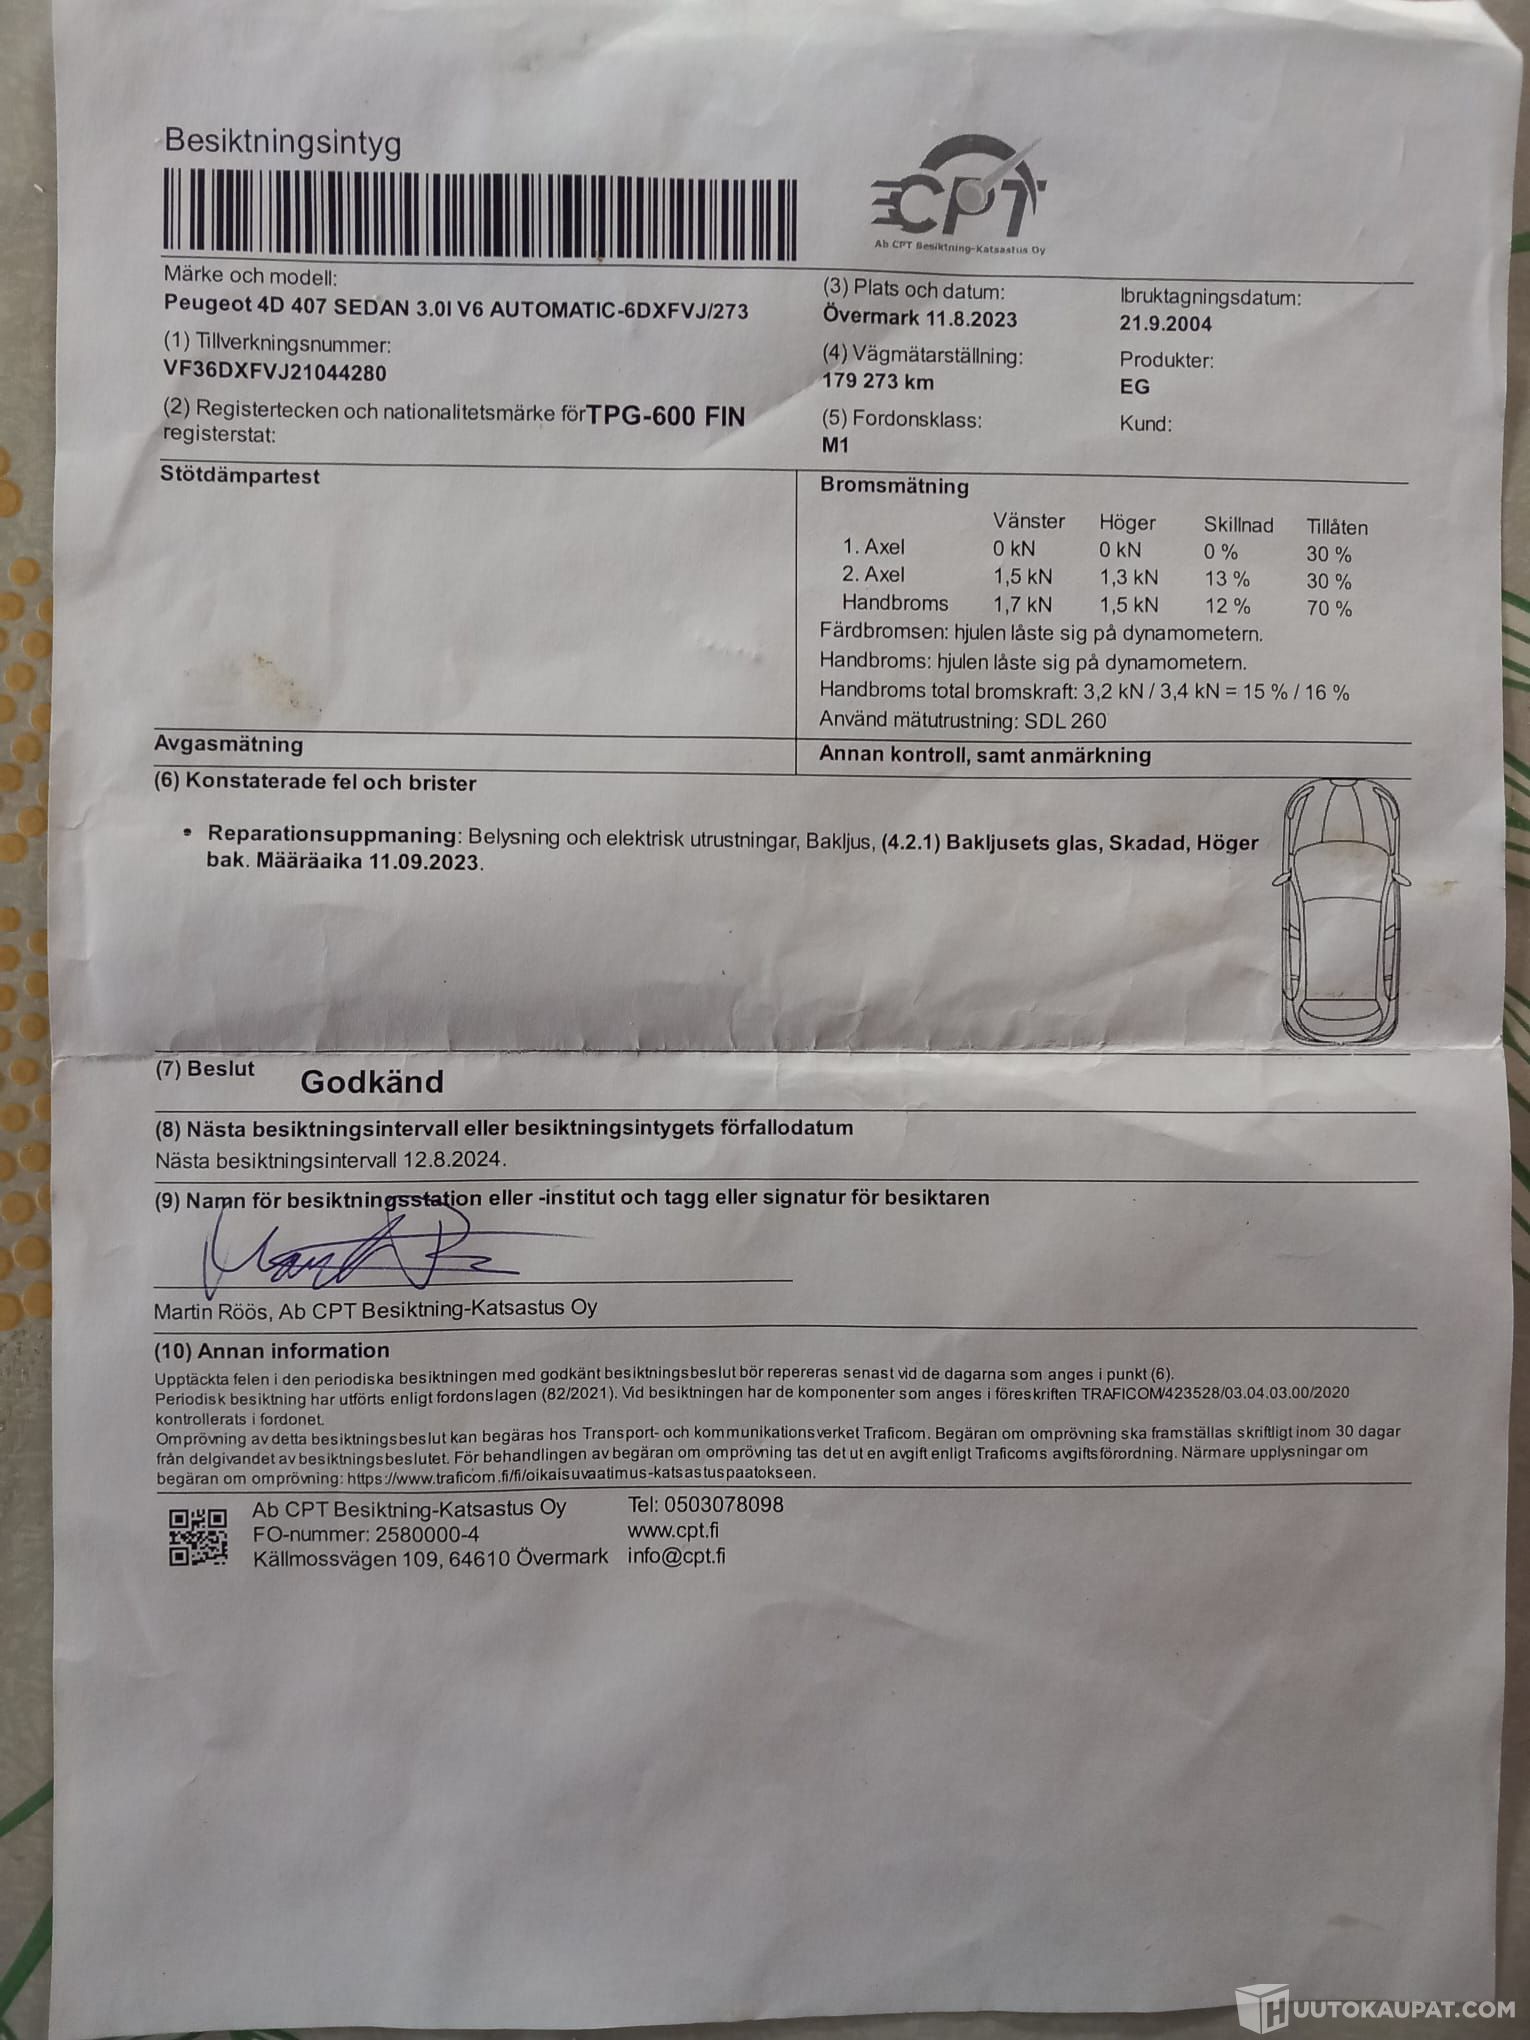 Besiktningsintyg
CPT
Ab CPT Besiktning-Katsastus Oy
Märke och modell:
Peugeot 4D 407 SEDAN 3.0I V6 AUTOMATIC-6DXFVJ/273
(1) Tillverkningsnummer:
VF36DXFVJ21044280
(2) Registertecken och nationalitetsmärke för TPG-600 FIN
registerstat:
(3) Plats och datum:
Övermark 11.8.2023
(4) Vägmätarställning:
179 273 km
(5) Fordonsklass:
M1
Ibruktagningsdatum:
21.9.2004
Produkter:
EG
Kund:
Stötdämpartest
Bromsmätning
Vänster Höger Skillnad Tillåten
1. Axel 0 kN 0 kN 0 % 30 %
2. Axel 1,5 kN 1,3 kN 13 % 30 %
Handbroms 1,7 kN 1,5 kN 12 % 70 %
Färdbromsen: hjulen låste sig på dynamometern.
Handbroms: hjulen låste sig på dynamometern.
Handbroms total bromskraft: 3,2 kN / 3,4 kN = 15 % / 16 %
Använd mätutrustning: SDL 260
Avgasmätning
Annan kontroll, samt anmärkning
(6) Konstaterade fel och brister
• Reparationsuppmaning: Belysning och elektrisk utrustningar, Bakljus, (4.2.1) Bakljusets glas, Skadad, Höger
bak. Määräaika 11.09.2023.
(7) Beslut Godkänd
(8) Nästa besiktningsintervall eller besiktningsintygets förfallodatum
Nästa besiktningsintervall 12.8.2024.
(9) Namn för besiktningsstation eller -institut och tagg eller signatur för besiktaren
Martin Röös, Ab CPT Besiktning-Katsastus Oy
(10) Annan information
Upptäckta felen i den periodiska besiktningen med godkänt besiktningsbeslut bör repereras senast vid de dagarna som anges i punkt (6).
Periodisk besiktning har utförts enligt fordonslagen (82/2021). Vid besiktningen har de komponenter som anges i föreskriften TRAFICOM/423528/03.04.03.00/2020
kontrollerats i fordonet.
Omprövning av detta besiktningsbeslut kan begäras hos Transport- och kommunikationsverket Traficom. Begäran om omprövning ska framställas skriftligt inom 30 dagar
från delgivandet av besiktningsbeslutet. För behandlingen av begäran om omprövning tas det ut en avgift enligt Traficoms avgiftsförordning. Närmare upplysningar om
begäran om omprövning: https://www.traficom.fi/fi/oikaisuvaatimus-katsastuspaatokseen.
Ab CPT Besiktning-Katsastus Oy Tel: 0503078098
FO-nummer: 2580000-4 www.cpt.fi
Källmossvägen 109, 64610 Övermark info@cpt.fi
HUUTOKAUPAT.COM